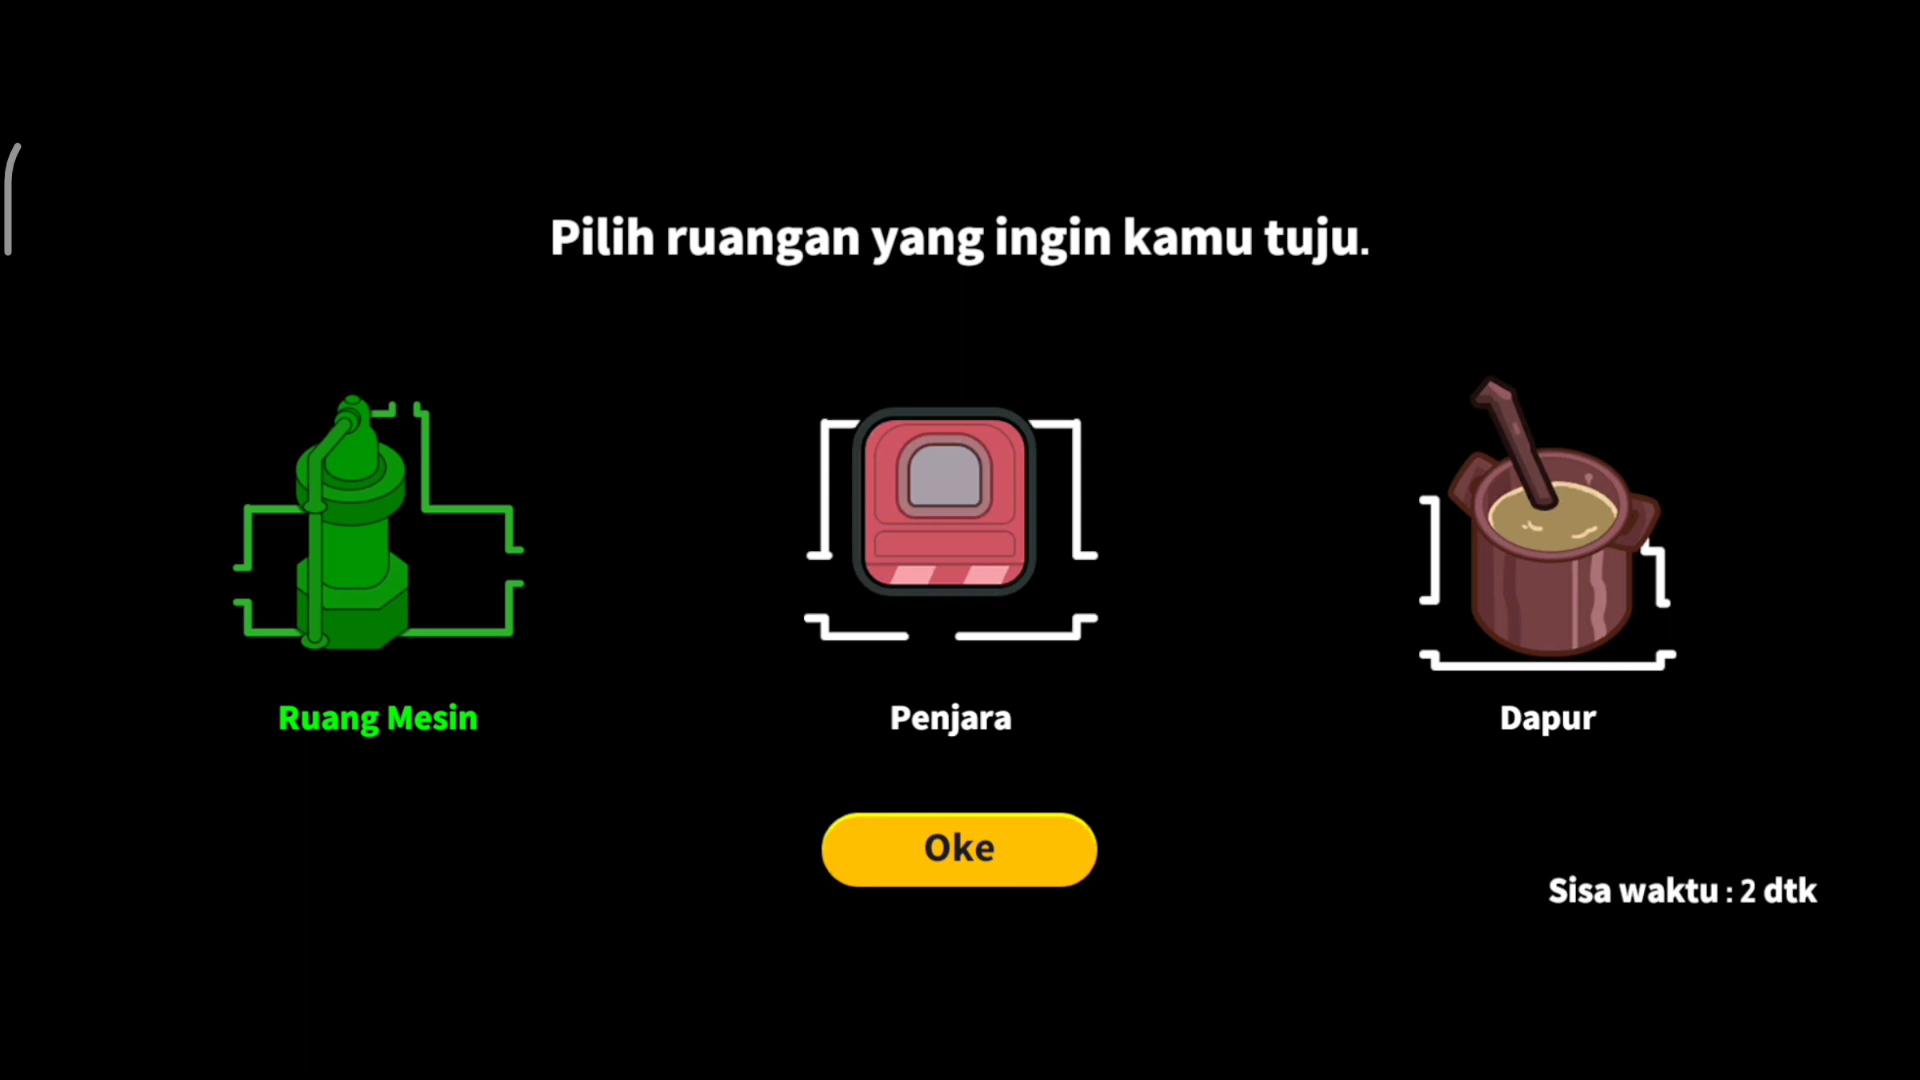 Pilih ruangan yang ingin kamu tuju.
Ruang Mesin
Penjara
Dapur
Oke
Sisa waktu : 2 dtk